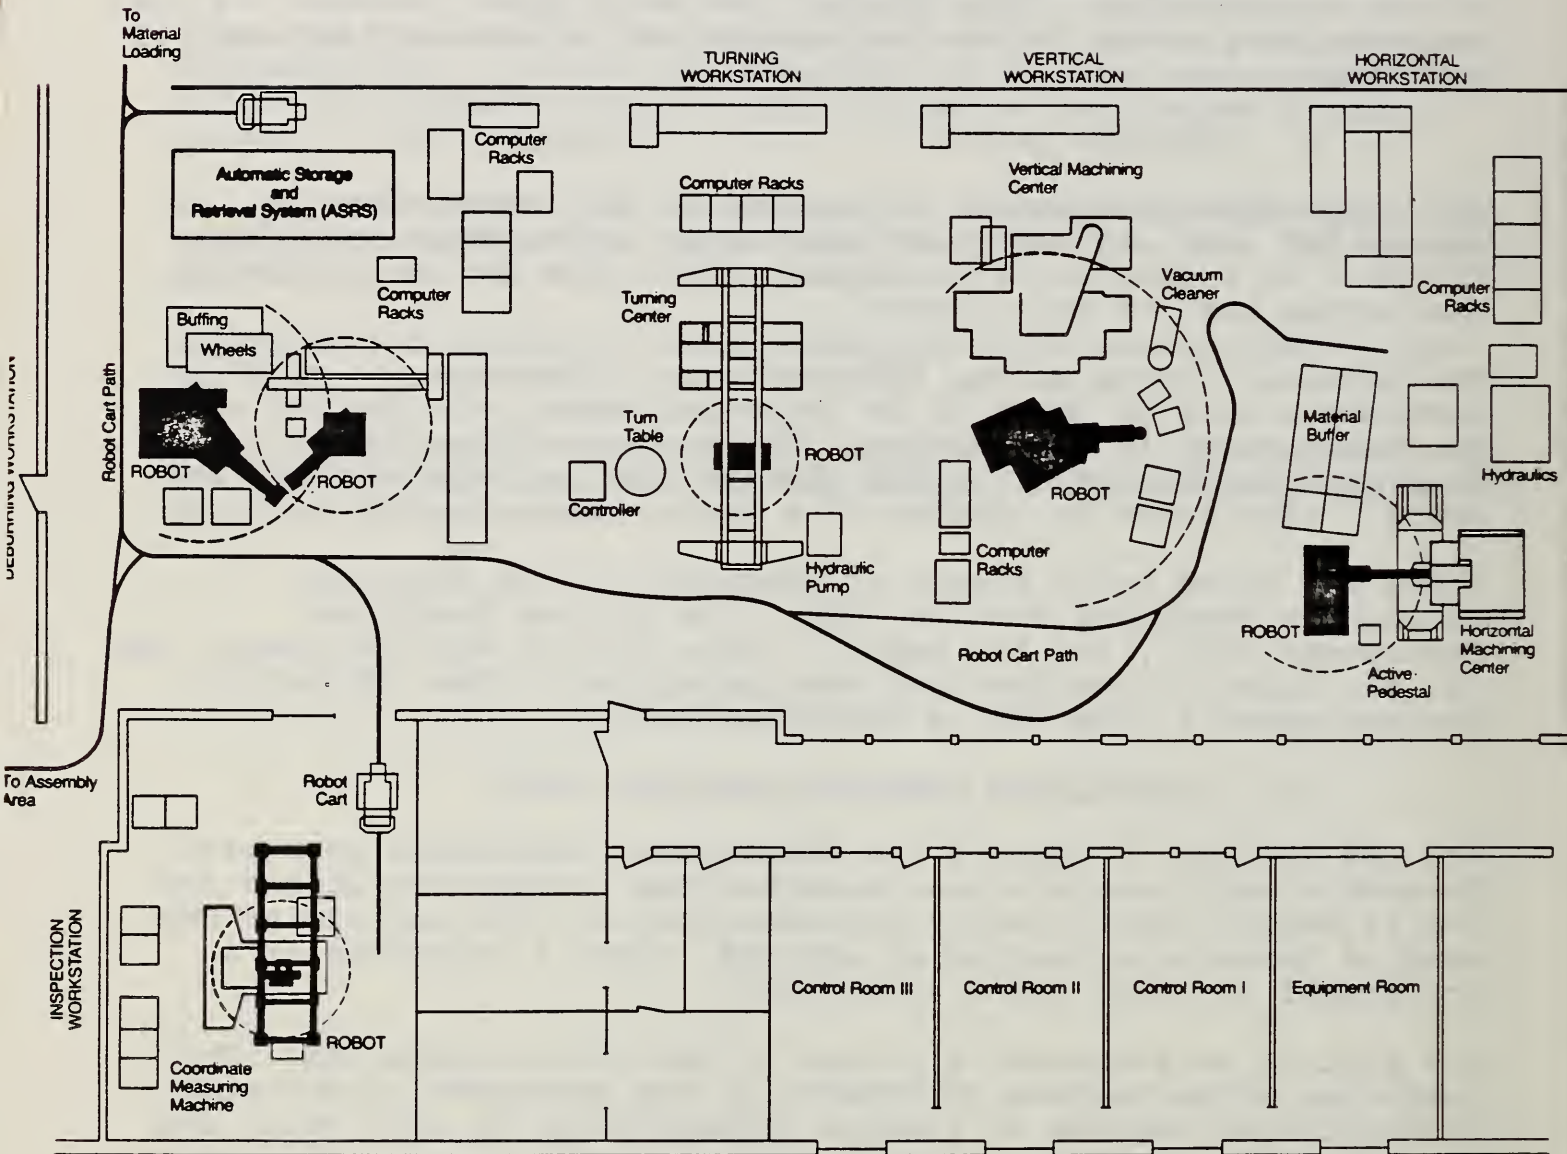 To
Material
Loading
TURNING
WORKSTATION
VERTICAL
WORKSTATION
HORIZONTAL
WORKSTATION
Computer
Racks
Automatic Storage
and
Retrieval System (ASRS)
Computer Racks
Vertical Machining
Center
Computer
Racks
Turning
Center
Vacuum
Cleaner
Computer
Racks
Buffing
Wheels
Robot Cart Path
DEBURRING WORKSTATION
ROBOT
ROBOT
Turn
Table
Controller
ROBOT
Hydraulic
Pump
ROBOT
Computer
Racks
Material
Buffer
Hydraulics
ROBOT
Horizontal
Machining
Center
Active
Pedestal
Robot Cart Path
To Assembly
Area
Robot
Cart
INSPECTION
WORKSTATION
ROBOT
Coordinate
Measuring
Machine
Control Room III
Control Room II
Control Room I
Equipment Room